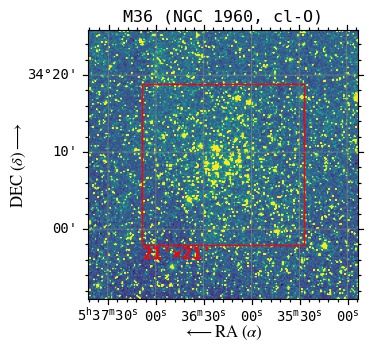 M36 (NGC 1960, cl-O)
DEC (δ) ⟶
34°20'
10'
00'
21'×21'
5ʰ37ᵐ30ˢ 00ˢ 36ᵐ30ˢ 00ˢ 35ᵐ30ˢ 00ˢ
⟵ RA (α)